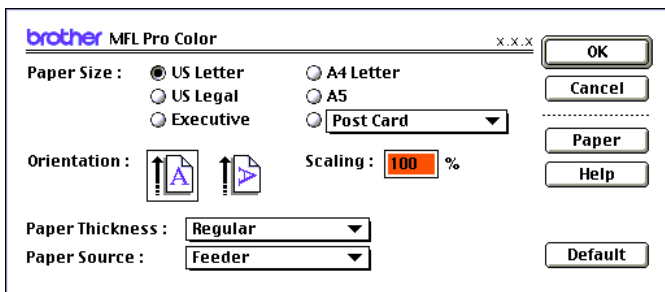 brother MFL Pro Color x.x.x
OK
Paper Size : US Letter A4 Letter
Cancel
US Legal A5
Executive Post Card
Paper
Orientation : A A Scaling : 100 %
Help
Paper Thickness : Regular
Paper Source : Feeder Default